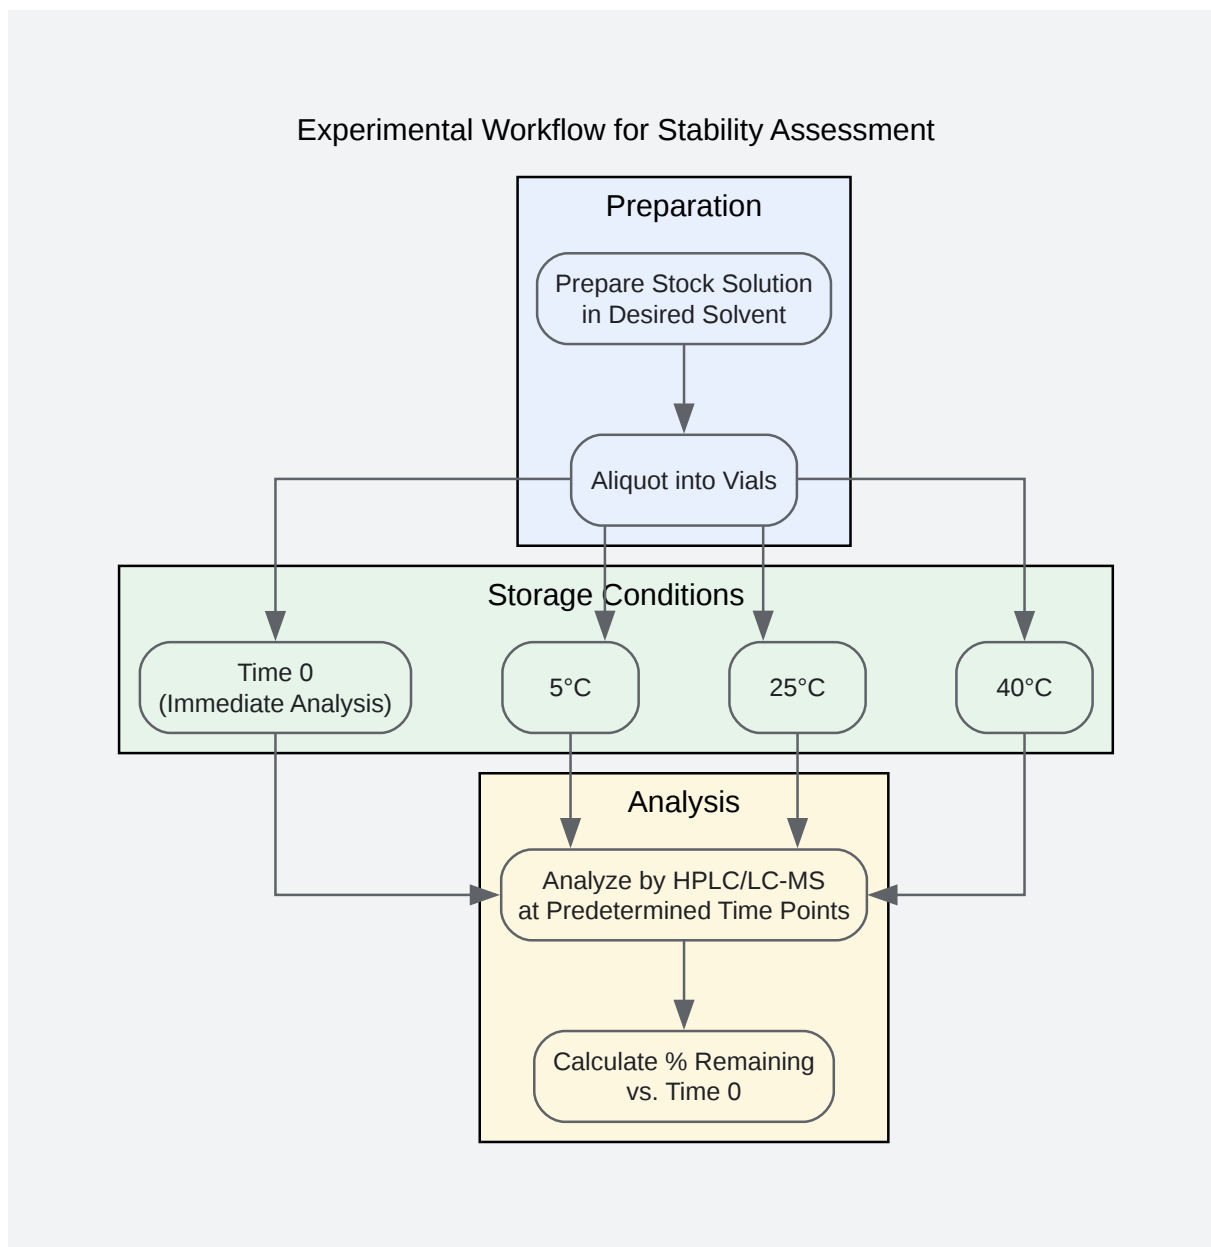 Experimental Workflow for Stability Assessment
Preparation
Prepare Stock Solution
in Desired Solvent
Aliquot into Vials
Storage Conditions
Time 0
(Immediate Analysis)
5°C
25°C
40°C
Analysis
Analyze by HPLC/LC-MS
at Predetermined Time Points
Calculate % Remaining
vs. Time 0